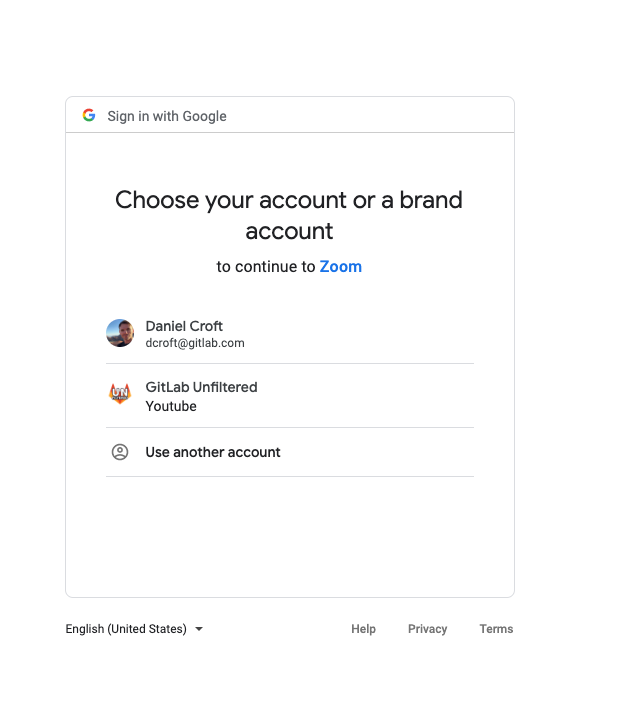 Sign in with Google
Choose your account or a brand
account
to continue to Zoom
Daniel Croft
dcroft@gitlab.com
UN
GitLab Unfiltered
Youtube
Use another account
English (United States)
Help Privacy Terms